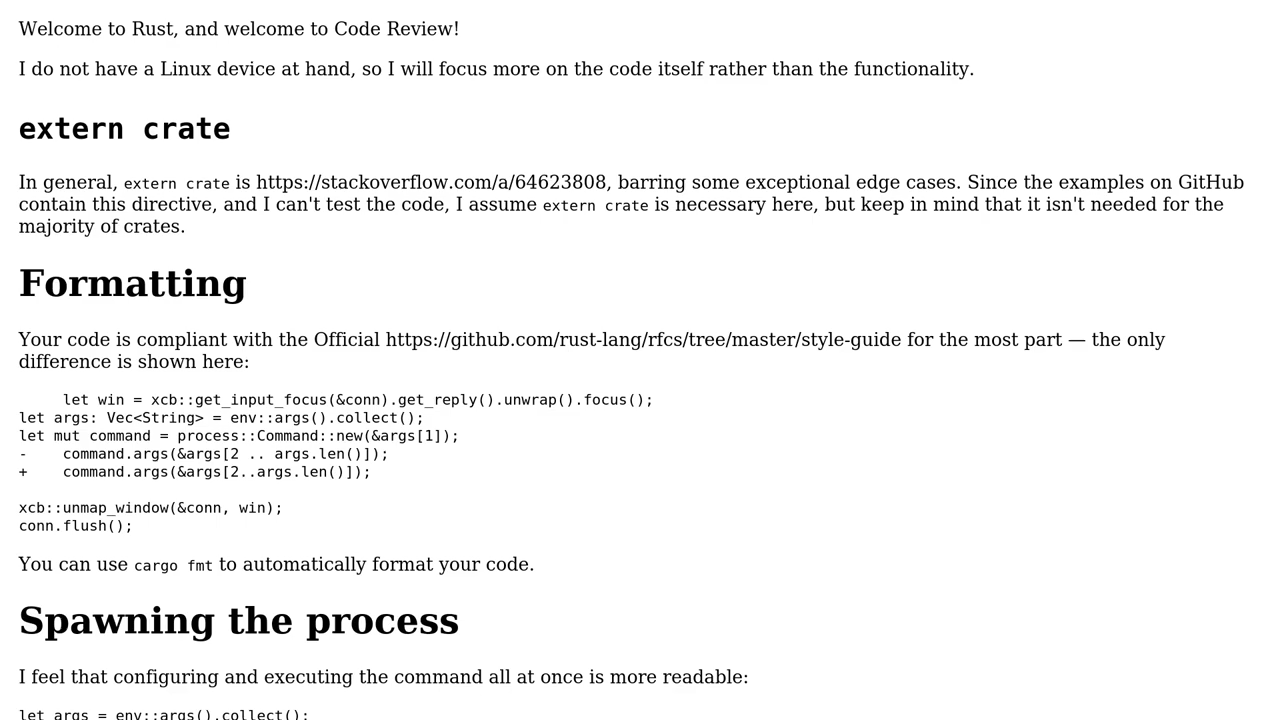 Welcome to Rust, and welcome to Code Review!
I do not have a Linux device at hand, so I will focus more on the code itself rather than the functionality.
extern crate
In general, extern crate is https://stackoverflow.com/a/64623808, barring some exceptional edge cases. Since the examples on GitHub
contain this directive, and I can't test the code, I assume extern crate is necessary here, but keep in mind that it isn't needed for the
majority of crates.
Formatting
Your code is compliant with the Official https://github.com/rust-lang/rfcs/tree/master/style-guide for the most part — the only
difference is shown here:
     let win = xcb::get_input_focus(&conn).get_reply().unwrap().focus();
let args: Vec<String> = env::args().collect();
let mut command = process::Command::new(&args[1]);
-    command.args(&args[2 .. args.len()]);
+    command.args(&args[2..args.len()]);
xcb::unmap_window(&conn, win);
conn.flush();
You can use cargo fmt to automatically format your code.
Spawning the process
I feel that configuring and executing the command all at once is more readable:
let args = env::args().collect();